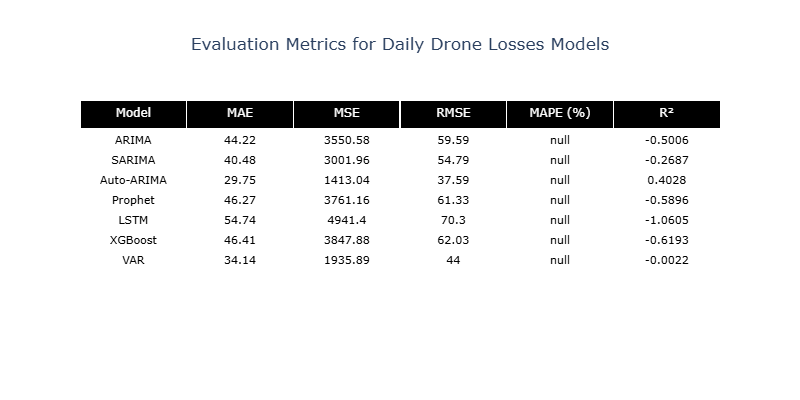 Evaluation Metrics for Daily Drone Losses Models
Model MAE MSE RMSE MAPE (%) R²
ARIMA 44.22 3550.58 59.59 null -0.5006
SARIMA 40.48 3001.96 54.79 null -0.2687
Auto-ARIMA 29.75 1413.04 37.59 null 0.4028
Prophet 46.27 3761.16 61.33 null -0.5896
LSTM 54.74 4941.4 70.3 null -1.0605
XGBoost 46.41 3847.88 62.03 null -0.6193
VAR 34.14 1935.89 44 null -0.0022